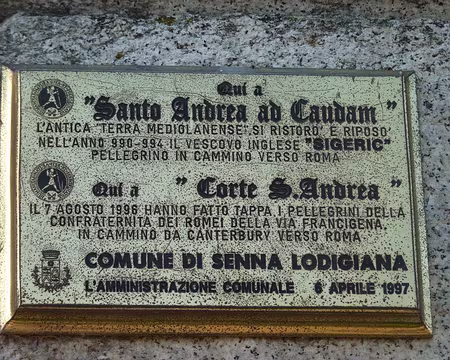 Qui a
"Santo Andrea ad Caudam"
L'ANTICA "TERRA MEDIOLANENSE", SI RISTORO' E RIPOSO'
NELL'ANNO 990-994 IL VESCOVO INGLESE "SIGERIC"
PELLEGRINO IN CAMMINO VERSO ROMA
Qui a "Corte S. Andrea"
IL 7 AGOSTO 1996 HANNO FATTO TAPPA I PELLEGRINI DELLA
CONFRATERNITA DEI ROMEI DELLA VIA FRANCIGENA,
IN CAMMINO DA CANTERBURY VERSO ROMA
COMUNE DI SENNA LODIGIANA
L'AMMINISTRAZIONE COMUNALE 6 APRILE 1997